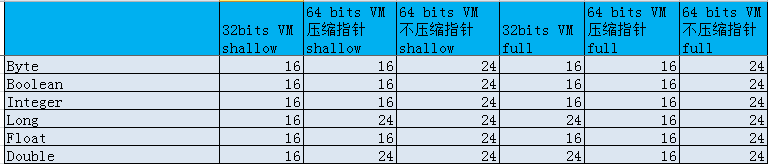 32bits VM shallow
64 bits VM 压缩指针 shallow
64 bits VM 不压缩指针 shallow
32bits VM full
64 bits VM 压缩指针 full
64 bits VM 不压缩指针 full
Byte 16 16 24 16 16 24
Boolean 16 16 24 16 16 24
Integer 16 16 24 16 16 24
Long 16 24 24 16 24 24
Float 16 16 24 16 16 24
Double 16 24 24 16 24 24